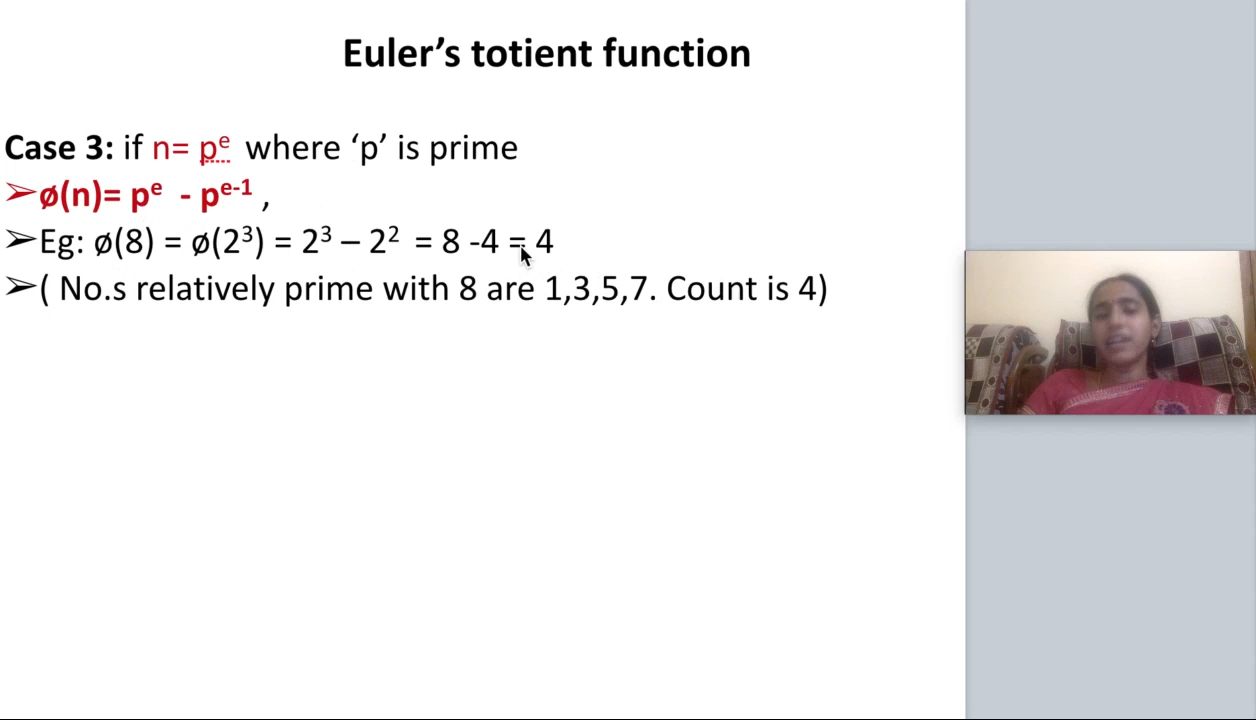 Euler’s totient function
Case 3: if n= pᵉ where ‘p’ is prime
➢ø(n)= pᵉ - pᵉ⁻¹ ,
➢Eg: ø(8) = ø(2³) = 2³ – 2² = 8 -4 = 4
➢( No.s relatively prime with 8 are 1,3,5,7. Count is 4)